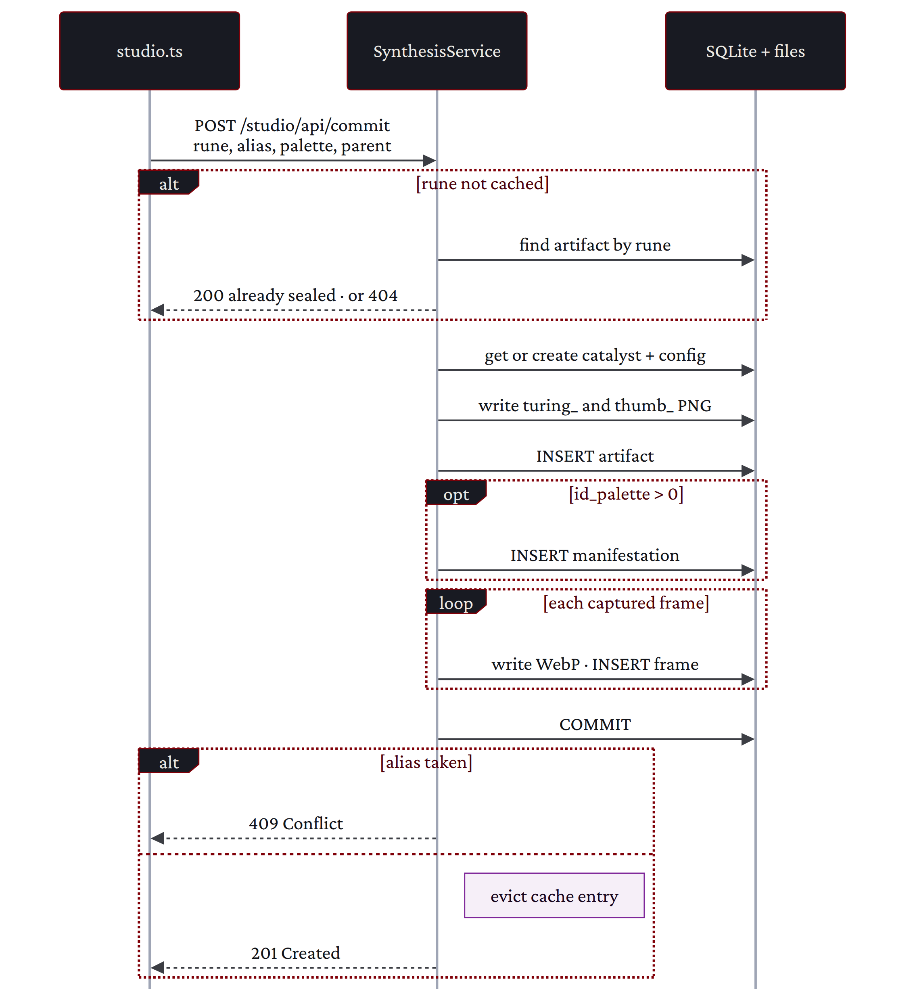 studio.ts
SynthesisService
SQLite + files
POST /studio/api/commit
rune, alias, palette, parent
alt
[rune not cached]
find artifact by rune
200 already sealed · or 404
get or create catalyst + config
write turing_ and thumb_ PNG
INSERT artifact
opt
[id_palette > 0]
INSERT manifestation
loop
[each captured frame]
write WebP · INSERT frame
COMMIT
alt
[alias taken]
409 Conflict
evict cache entry
201 Created